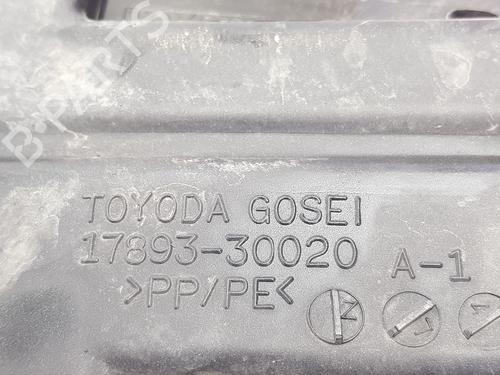 B-PARTS
TOYODA GOSEI
17893-30020
A-1
>PP/PE<